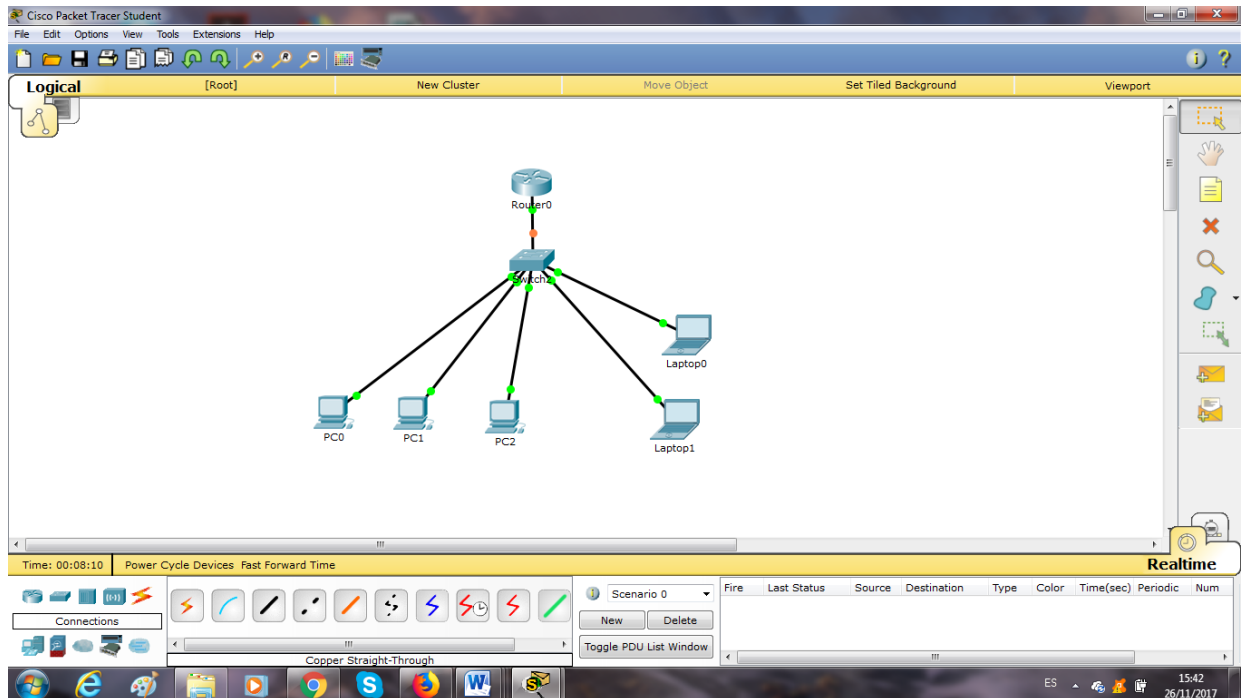 Cisco Packet Tracer Student
File Edit Options View Tools Extensions Help
Logical [Root] New Cluster Move Object Set Tiled Background Viewport
Router0
Switch2
Laptop0
PC0 PC1 PC2 Laptop1
Time: 00:08:10 Power Cycle Devices Fast Forward Time Realtime
Connections
Copper Straight-Through
Scenario 0
New Delete
Toggle PDU List Window
Fire Last Status Source Destination Type Color Time(sec) Periodic Num
ES 15:42
26/11/2017